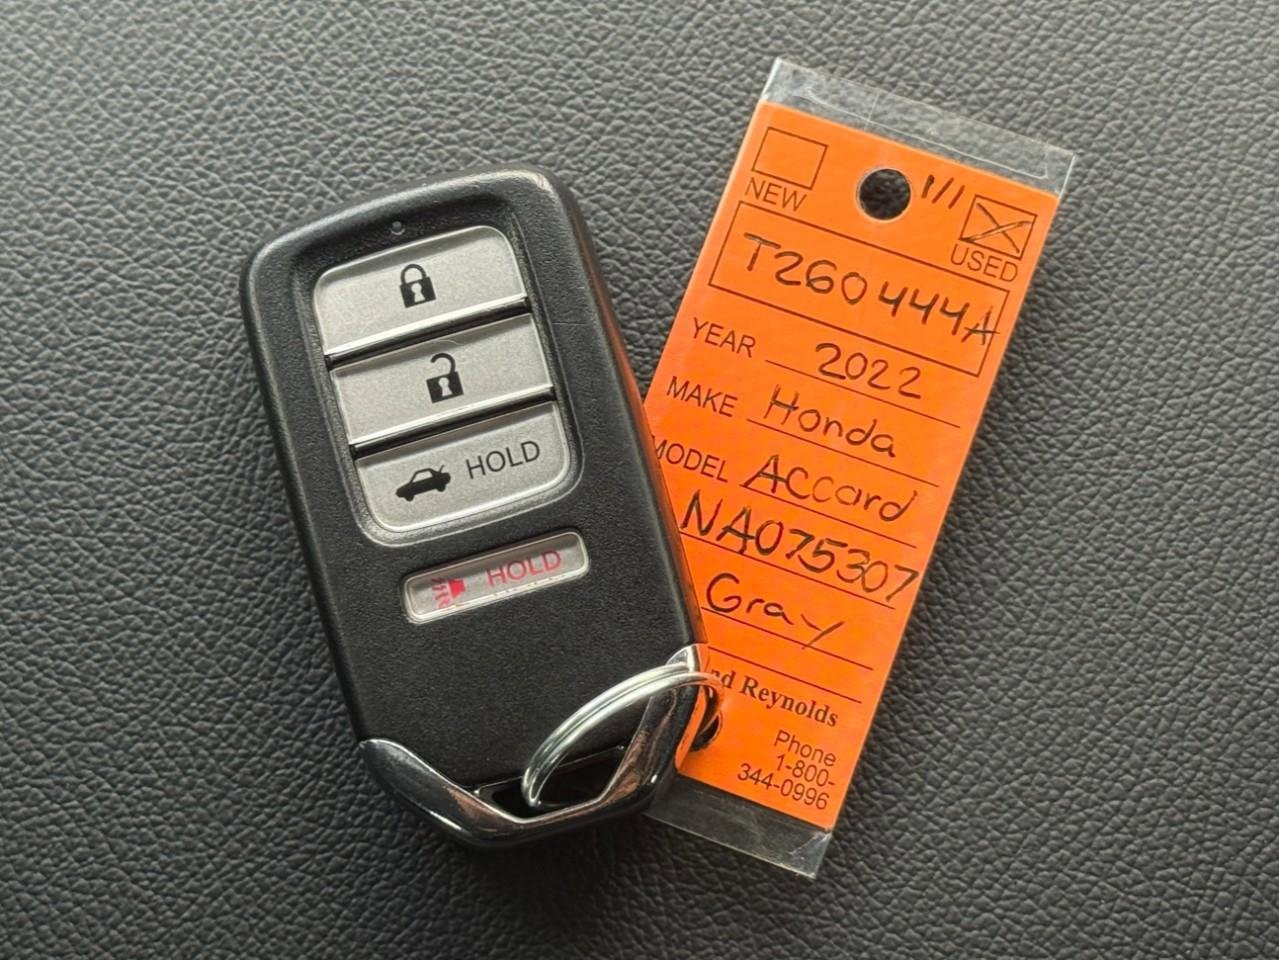 HOLD
HOLD
NEW
USED
T260444A
YEAR 2022
MAKE Honda
MODEL Accord
NA075307
Gray
nd Reynolds
Phone
1-800-
344-0996